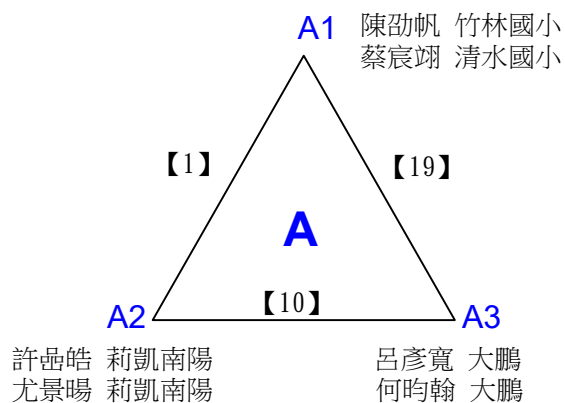 A1
陳劭帆 竹林國小
蔡宸翊 清水國小
【1】
【19】
A
【10】
A2
A3
許嵒皓 莉凱南陽
尤景暘 莉凱南陽
呂彥寬 大鵬
何昀翰 大鵬